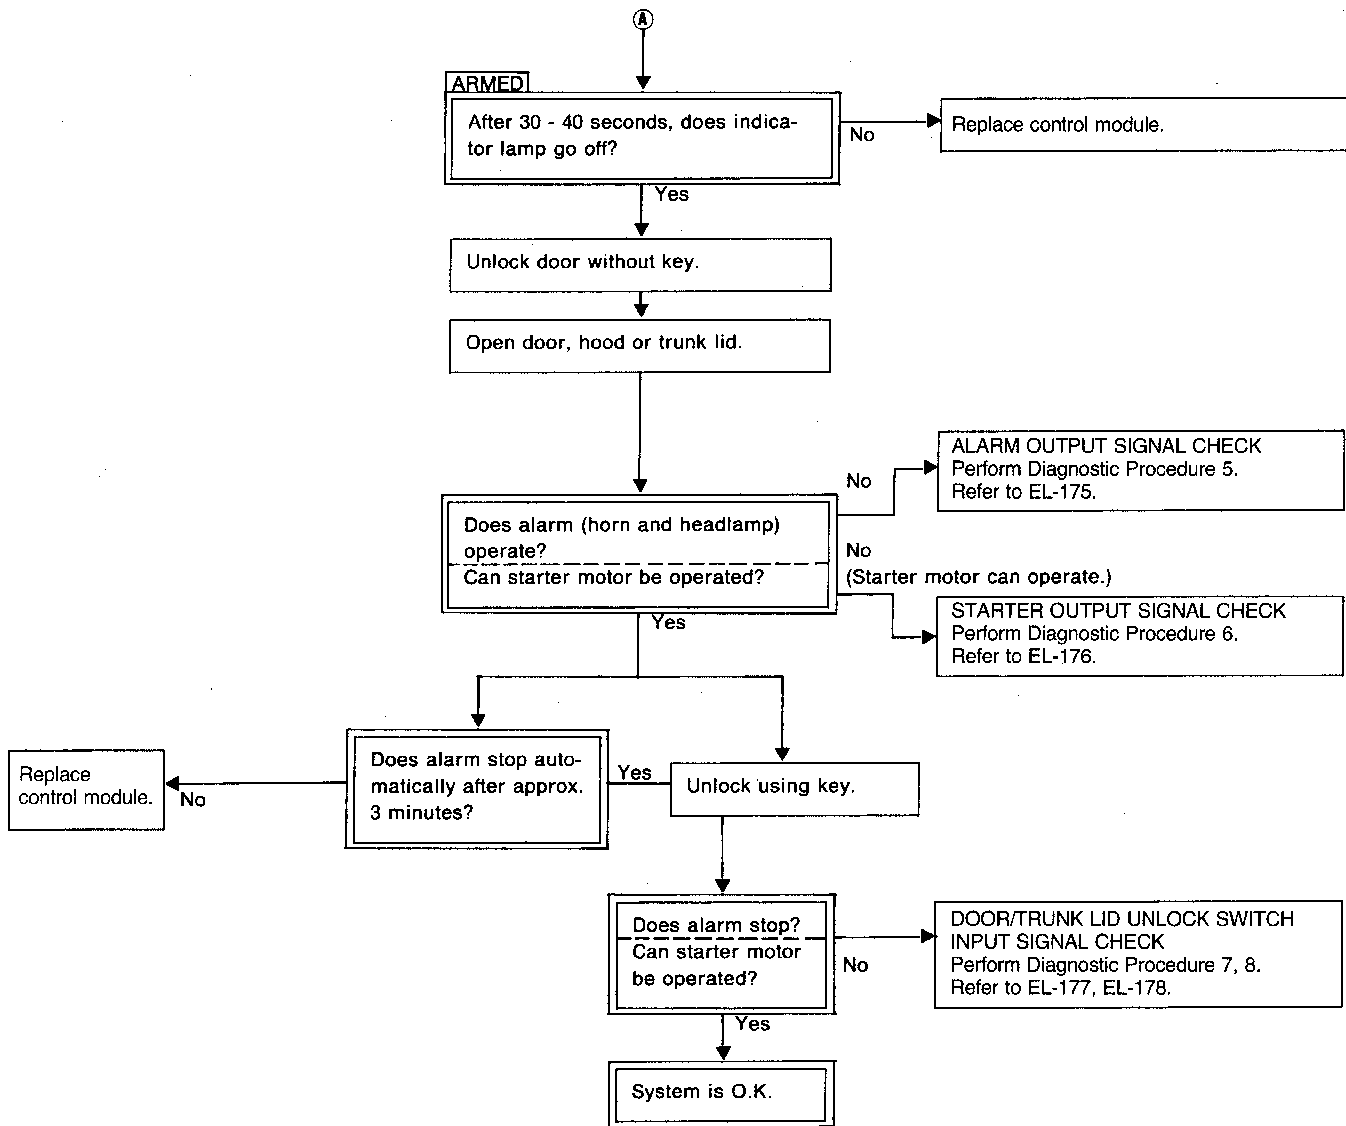 A
ARMED
After 30 - 40 seconds, does indica-
tor lamp go off?
No
Replace control module.
Yes
Unlock door without key.
Open door, hood or trunk lid.
No
ALARM OUTPUT SIGNAL CHECK
Perform Diagnostic Procedure 5.
Refer to EL-175.
Does alarm (horn and headlamp)
operate?
Can starter motor be operated?
No
(Starter motor can operate.)
STARTER OUTPUT SIGNAL CHECK
Perform Diagnostic Procedure 6.
Refer to EL-176.
Yes
Replace
control module.
No
Does alarm stop auto-
matically after approx.
3 minutes?
Yes
Unlock using key.
Does alarm stop?
Can starter motor
be operated?
No
DOOR/TRUNK LID UNLOCK SWITCH
INPUT SIGNAL CHECK
Perform Diagnostic Procedure 7, 8.
Refer to EL-177, EL-178.
Yes
System is O.K.